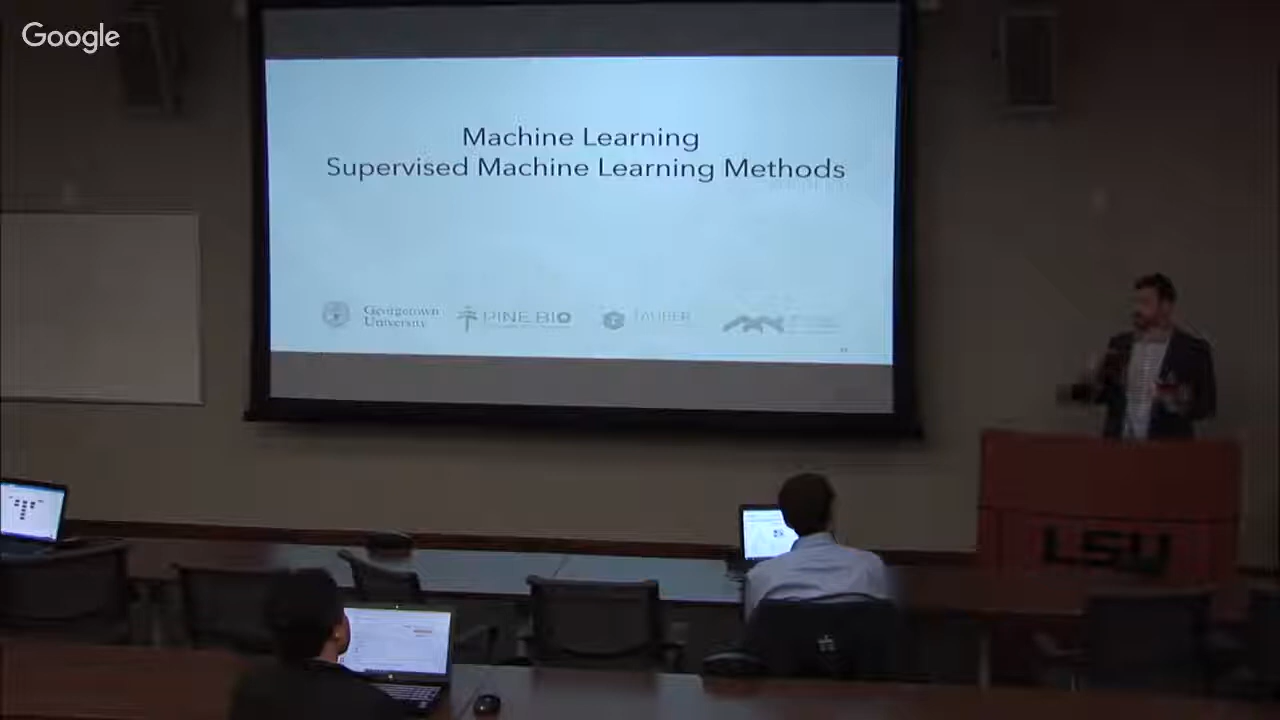 Google
Machine Learning
Supervised Machine Learning Methods
Georgetown
University
PINE BIO
TAUBER
LSU